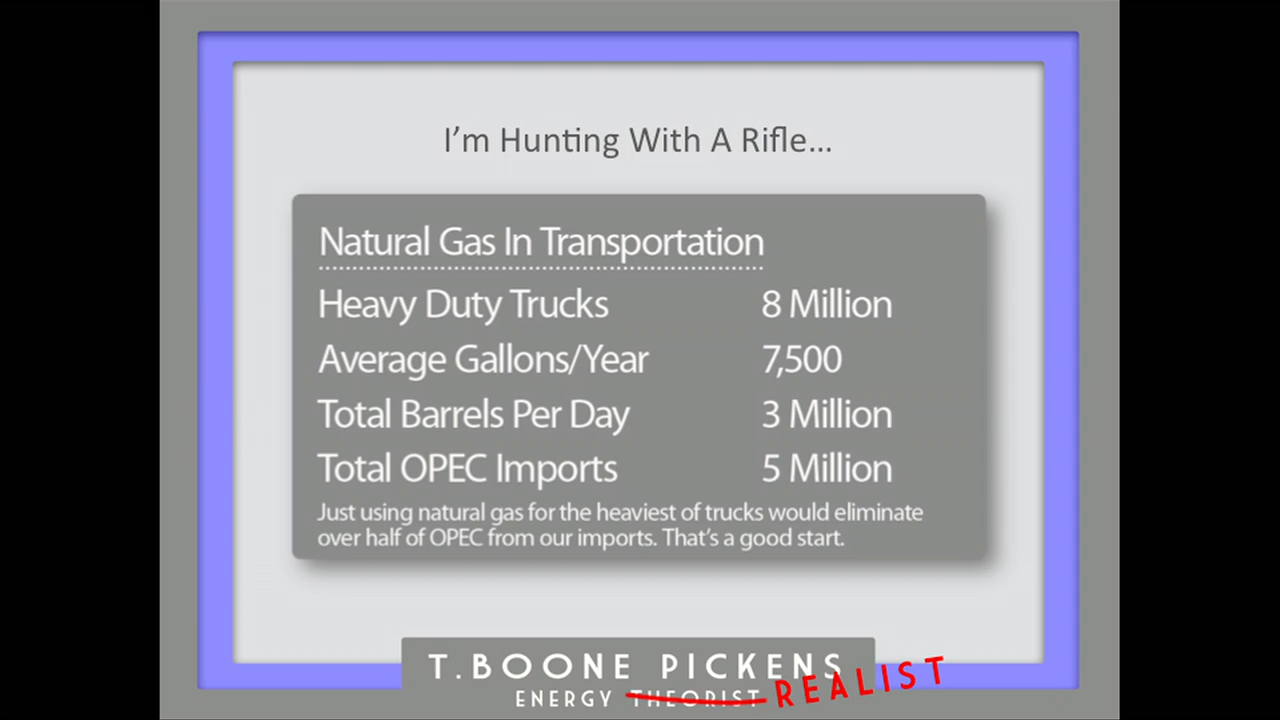 I'm Hunting With A Rifle...
Natural Gas In Transportation
Heavy Duty Trucks 8 Million
Average Gallons/Year 7,500
Total Barrels Per Day 3 Million
Total OPEC Imports 5 Million
Just using natural gas for the heaviest of trucks would eliminate
over half of OPEC from our imports. That's a good start.
T.BOONE PICKENS
ENERGY THEORIST REALIST